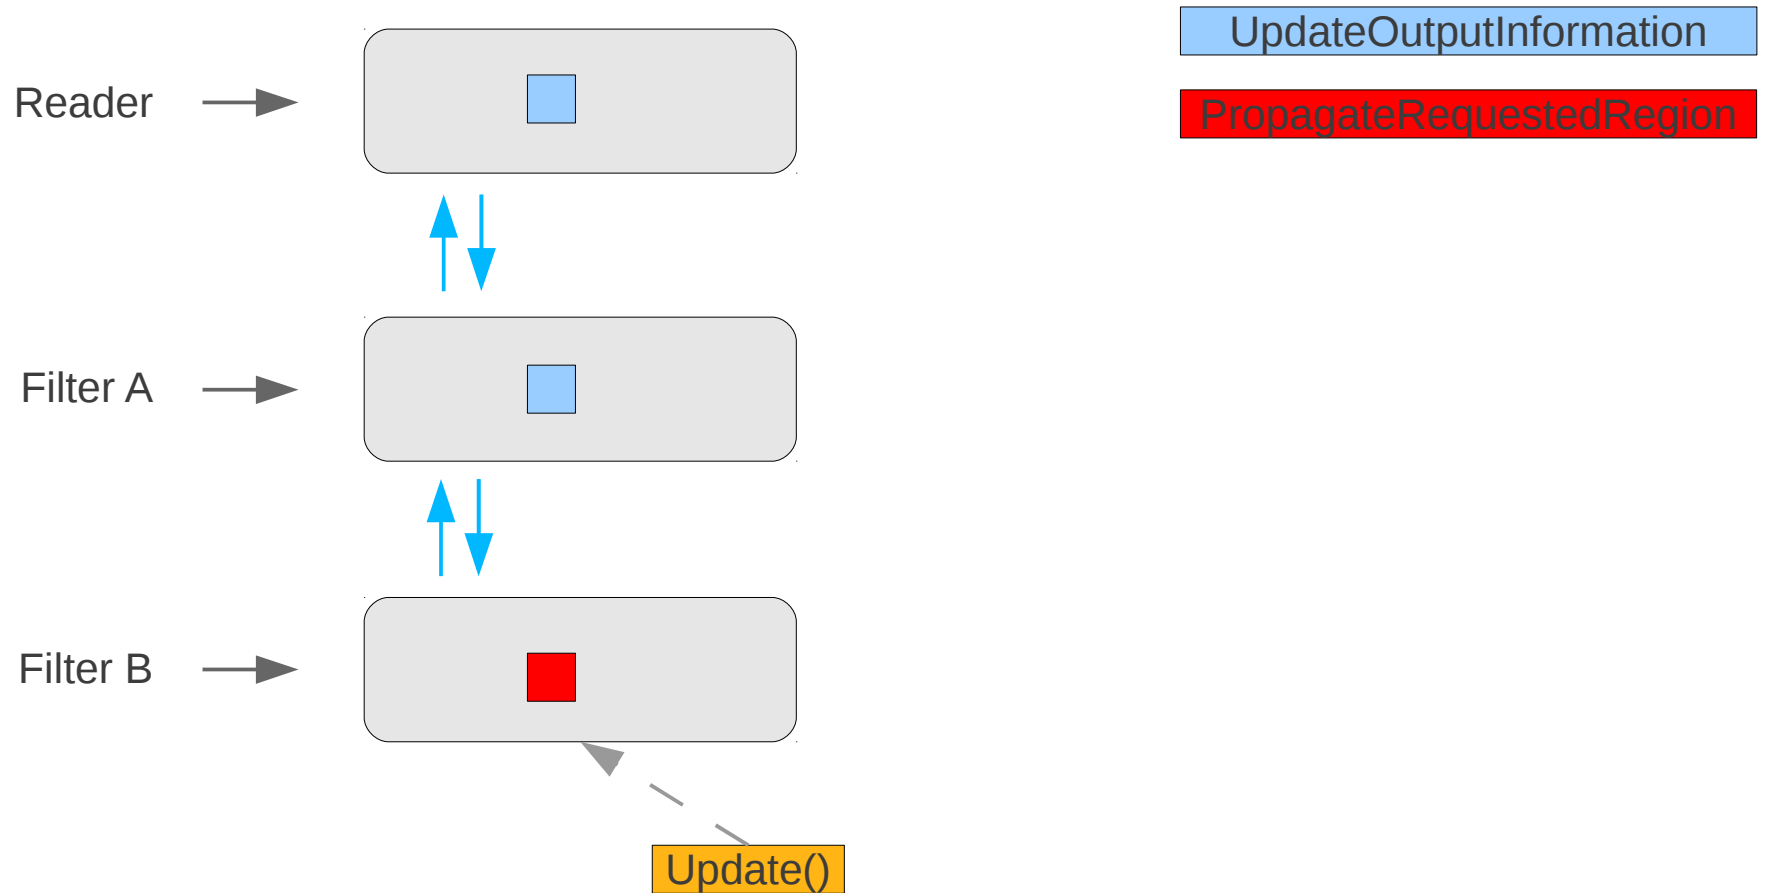 UpdateOutputInformation
Reader
PropagateRequestedRegion
Filter A
Filter B
Update()